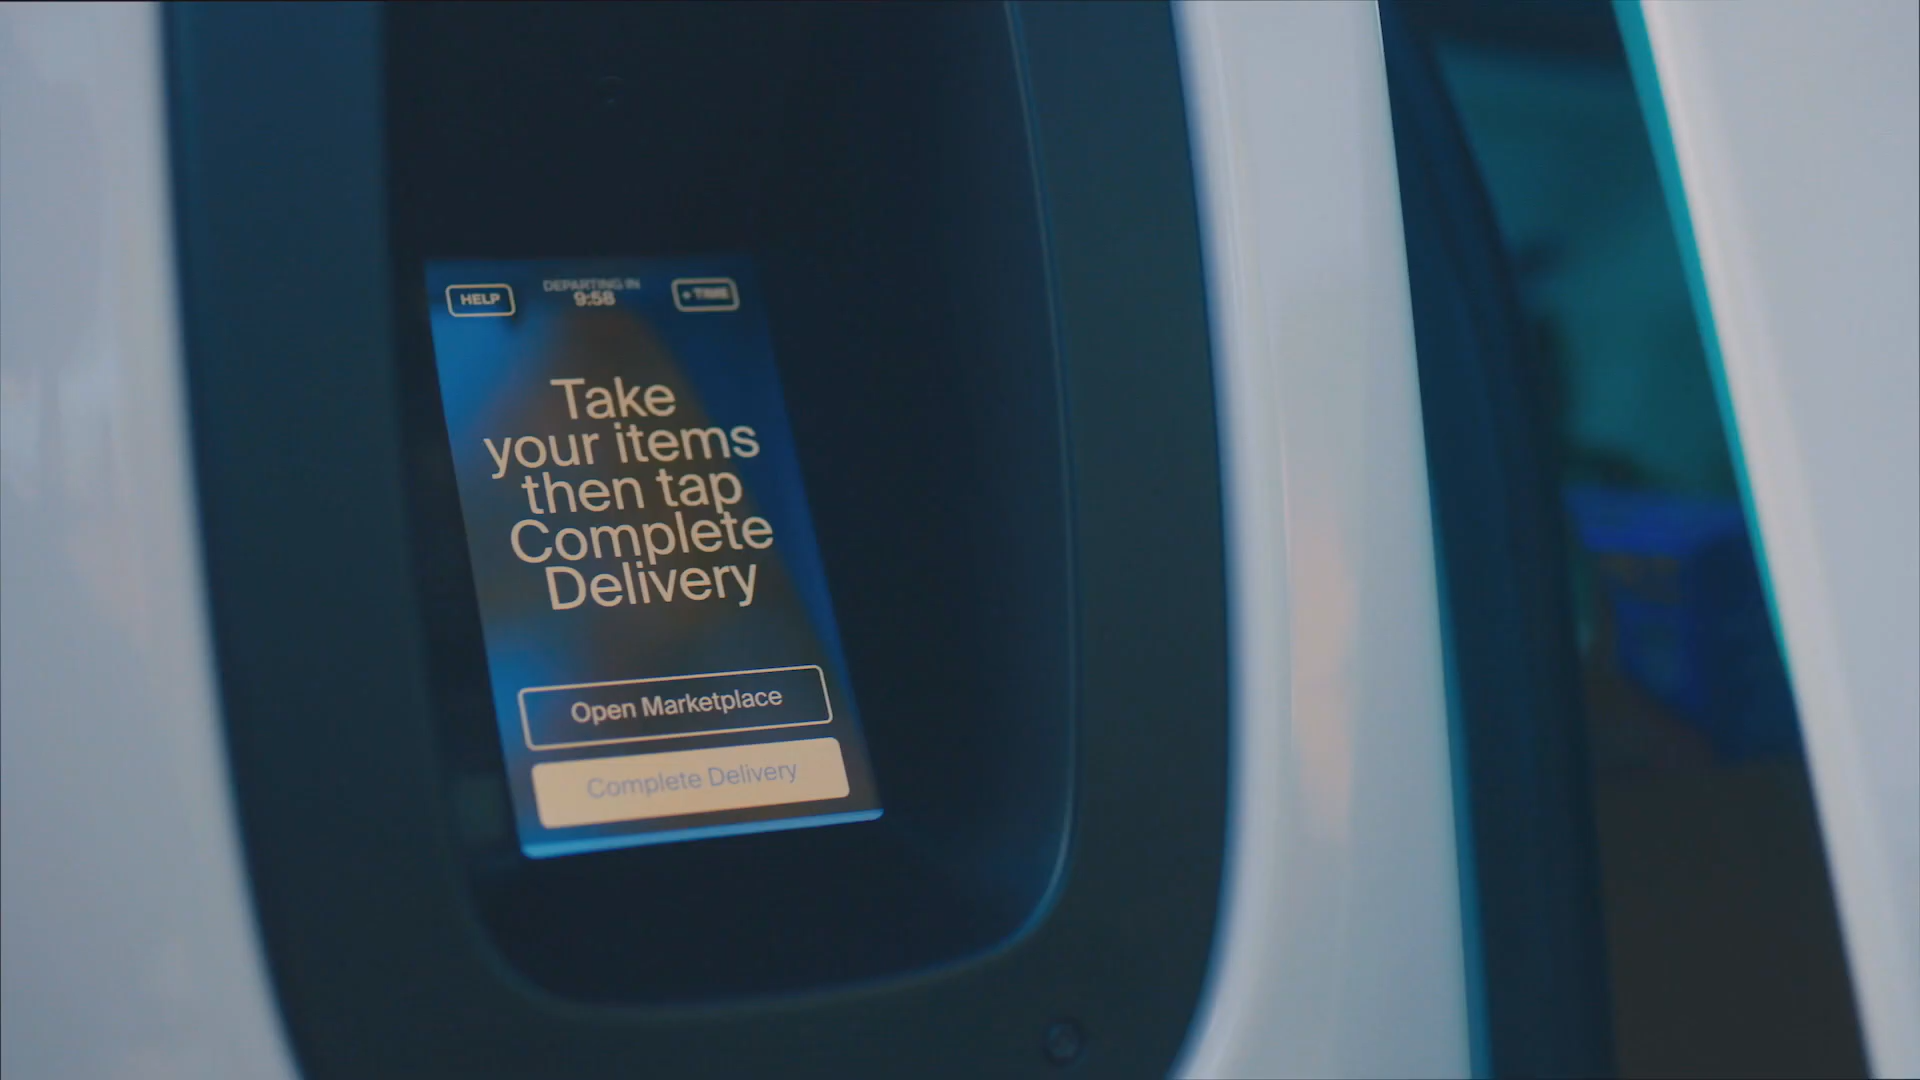 HELP
DEPARTING IN
9:58
+ TIME
Take
your items
then tap
Complete
Delivery
Open Marketplace
Complete Delivery